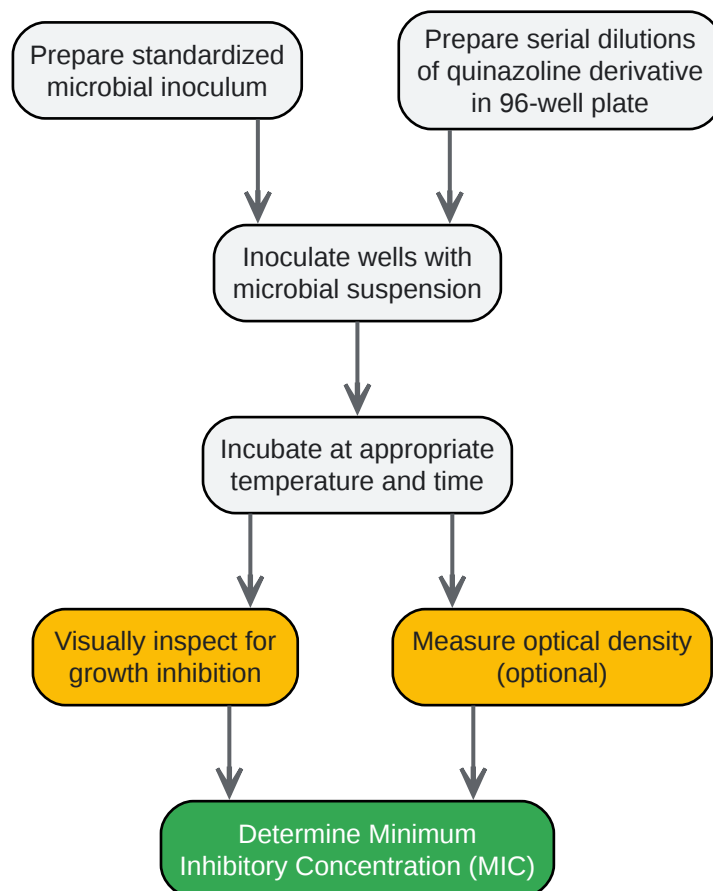 Prepare standardized
microbial inoculum
Prepare serial dilutions
of quinazoline derivative
in 96-well plate
Inoculate wells with
microbial suspension
Incubate at appropriate
temperature and time
Visually inspect for
growth inhibition
Measure optical density
(optional)
Determine Minimum
Inhibitory Concentration (MIC)